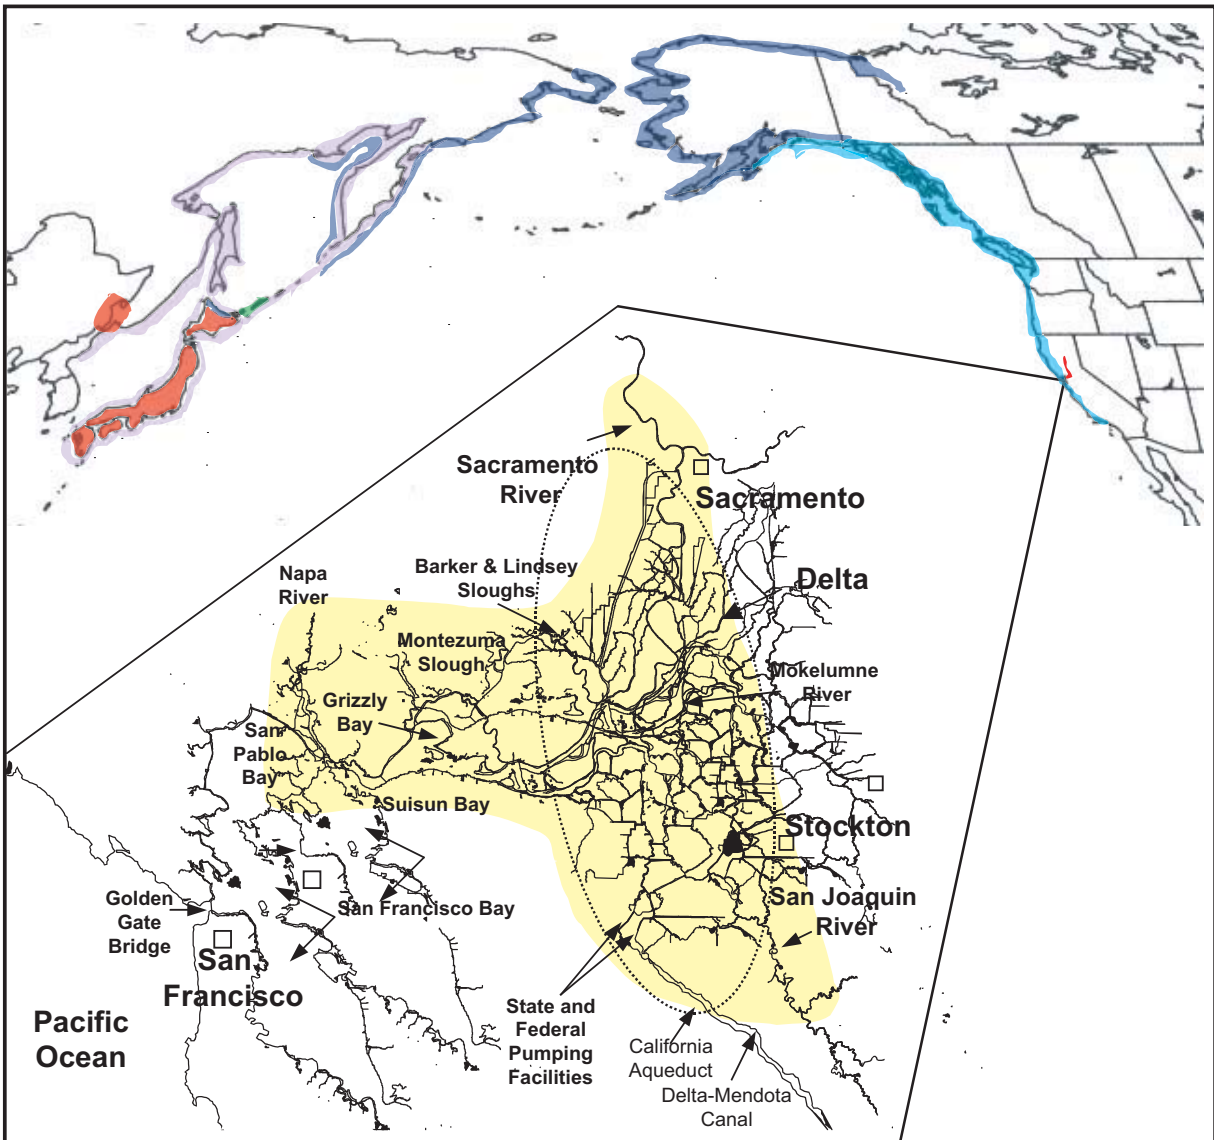 Sacramento
River
Sacramento
Barker & Lindsey
Sloughs
Napa
River
Delta
Montezuma
Slough
Mokelumne
River
Grizzly
Bay
San
Pablo
Bay
Suisun Bay
Stockton
San Joaquin
River
Golden
Gate
Bridge
San Francisco Bay
San
Francisco
State and
Federal
Pumping
Facilities
Pacific
Ocean
California
Aqueduct
Delta-Mendota
Canal